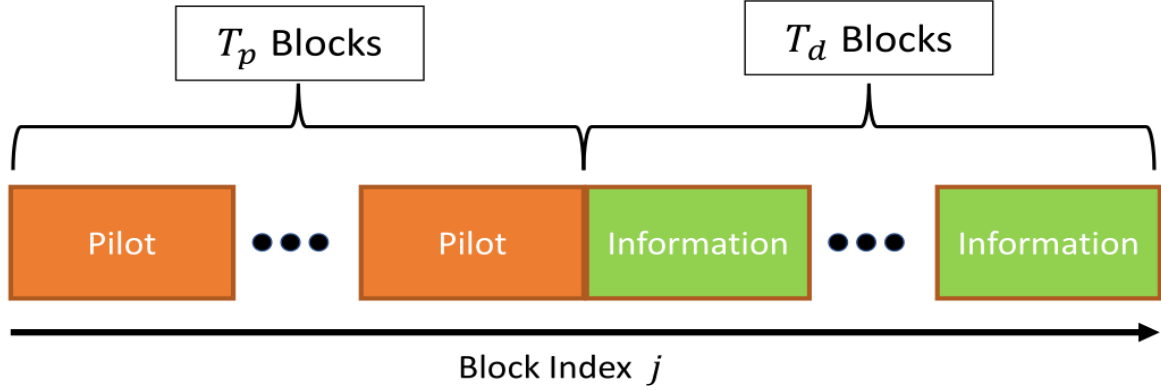 T_p Blocks
T_d Blocks
Pilot
Pilot
Information
Information
Block Index j